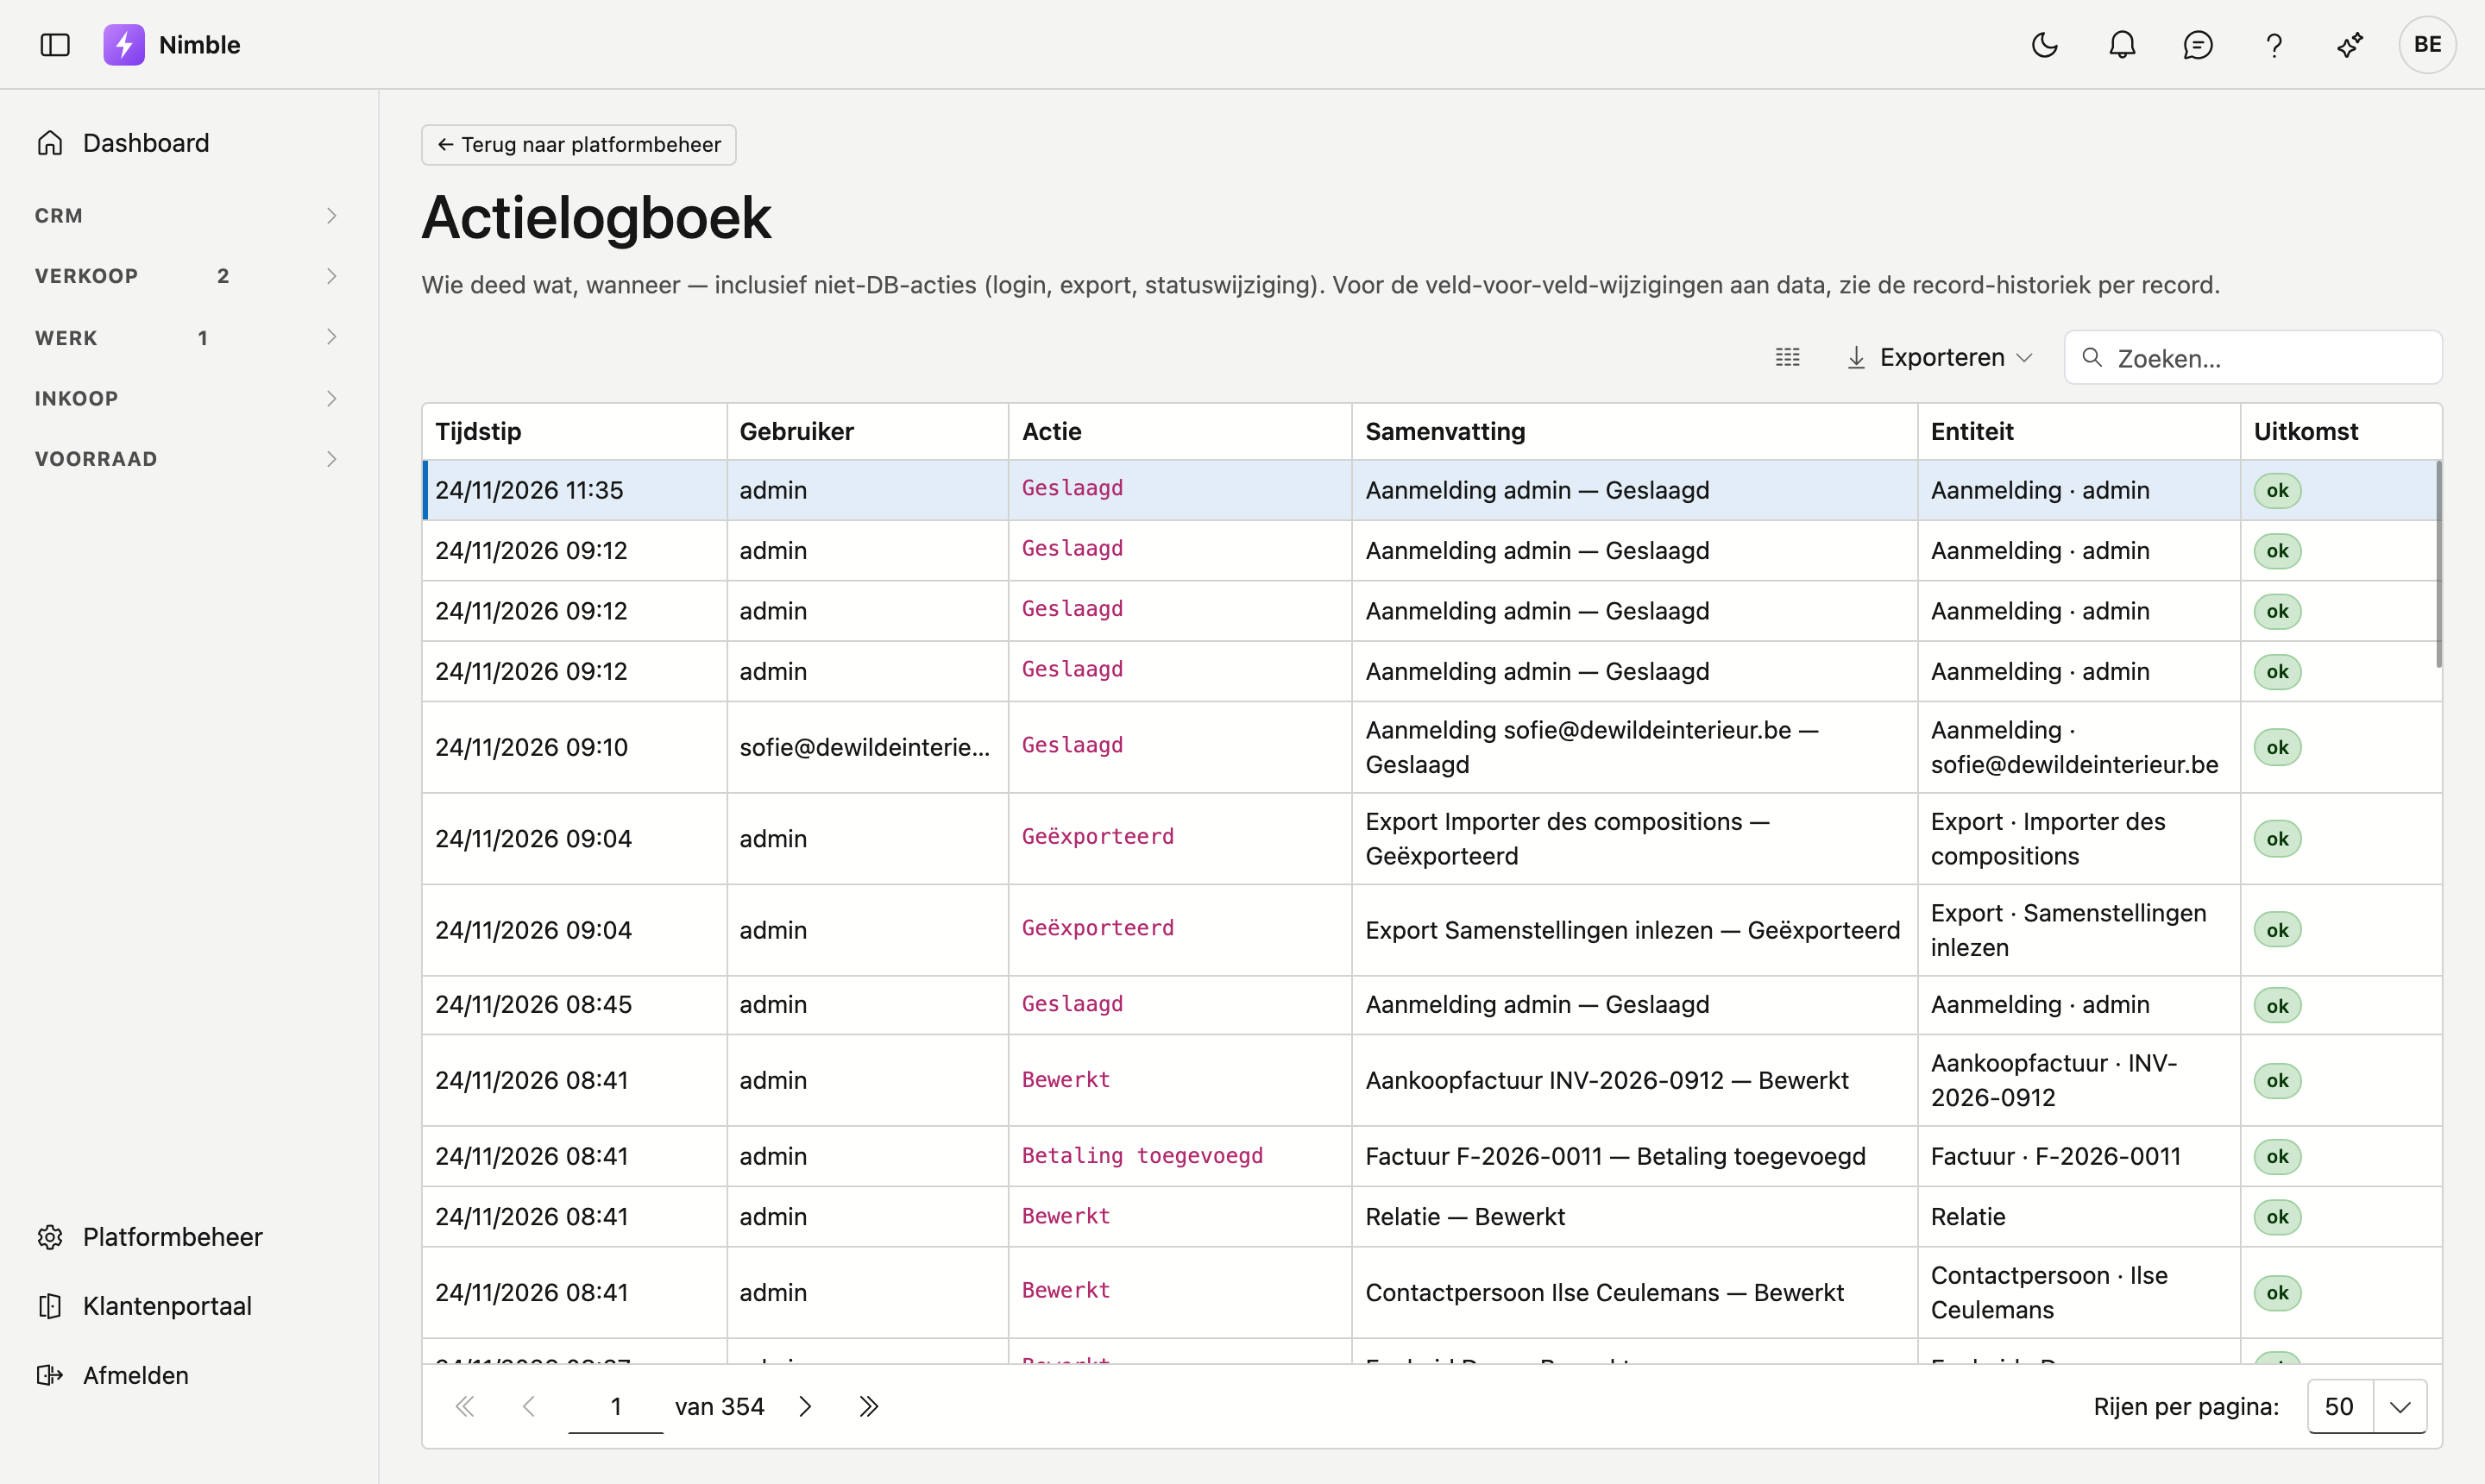 Nimble
BE
Dashboard
CRM
VERKOOP 2
WERK 1
INKOOP
VOORRAAD
Platformbeheer
Klantenportaal
Afmelden
← Terug naar platformbeheer
Actielogboek
Wie deed wat, wanneer — inclusief niet-DB-acties (login, export, statuswijziging). Voor de veld-voor-veld-wijzigingen aan data, zie de record-historiek per record.
Exporteren
Zoeken...
Tijdstip Gebruiker Actie Samenvatting Entiteit Uitkomst
24/11/2026 11:35 admin Geslaagd Aanmelding admin — Geslaagd Aanmelding · admin ok
24/11/2026 09:12 admin Geslaagd Aanmelding admin — Geslaagd Aanmelding · admin ok
24/11/2026 09:12 admin Geslaagd Aanmelding admin — Geslaagd Aanmelding · admin ok
24/11/2026 09:12 admin Geslaagd Aanmelding admin — Geslaagd Aanmelding · admin ok
24/11/2026 09:10 sofie@dewildeinterie... Geslaagd Aanmelding sofie@dewildeinterieur.be — Geslaagd Aanmelding · sofie@dewildeinterieur.be ok
24/11/2026 09:04 admin Geëxporteerd Export Importer des compositions — Geëxporteerd Export · Importer des compositions ok
24/11/2026 09:04 admin Geëxporteerd Export Samenstellingen inlezen — Geëxporteerd Export · Samenstellingen inlezen ok
24/11/2026 08:45 admin Geslaagd Aanmelding admin — Geslaagd Aanmelding · admin ok
24/11/2026 08:41 admin Bewerkt Aankoopfactuur INV-2026-0912 — Bewerkt Aankoopfactuur · INV-2026-0912 ok
24/11/2026 08:41 admin Betaling toegevoegd Factuur F-2026-0011 — Betaling toegevoegd Factuur · F-2026-0011 ok
24/11/2026 08:41 admin Bewerkt Relatie — Bewerkt Relatie ok
24/11/2026 08:41 admin Bewerkt Contactpersoon Ilse Ceulemans — Bewerkt Contactpersoon · Ilse Ceulemans ok
1 van 354
Rijen per pagina: 50